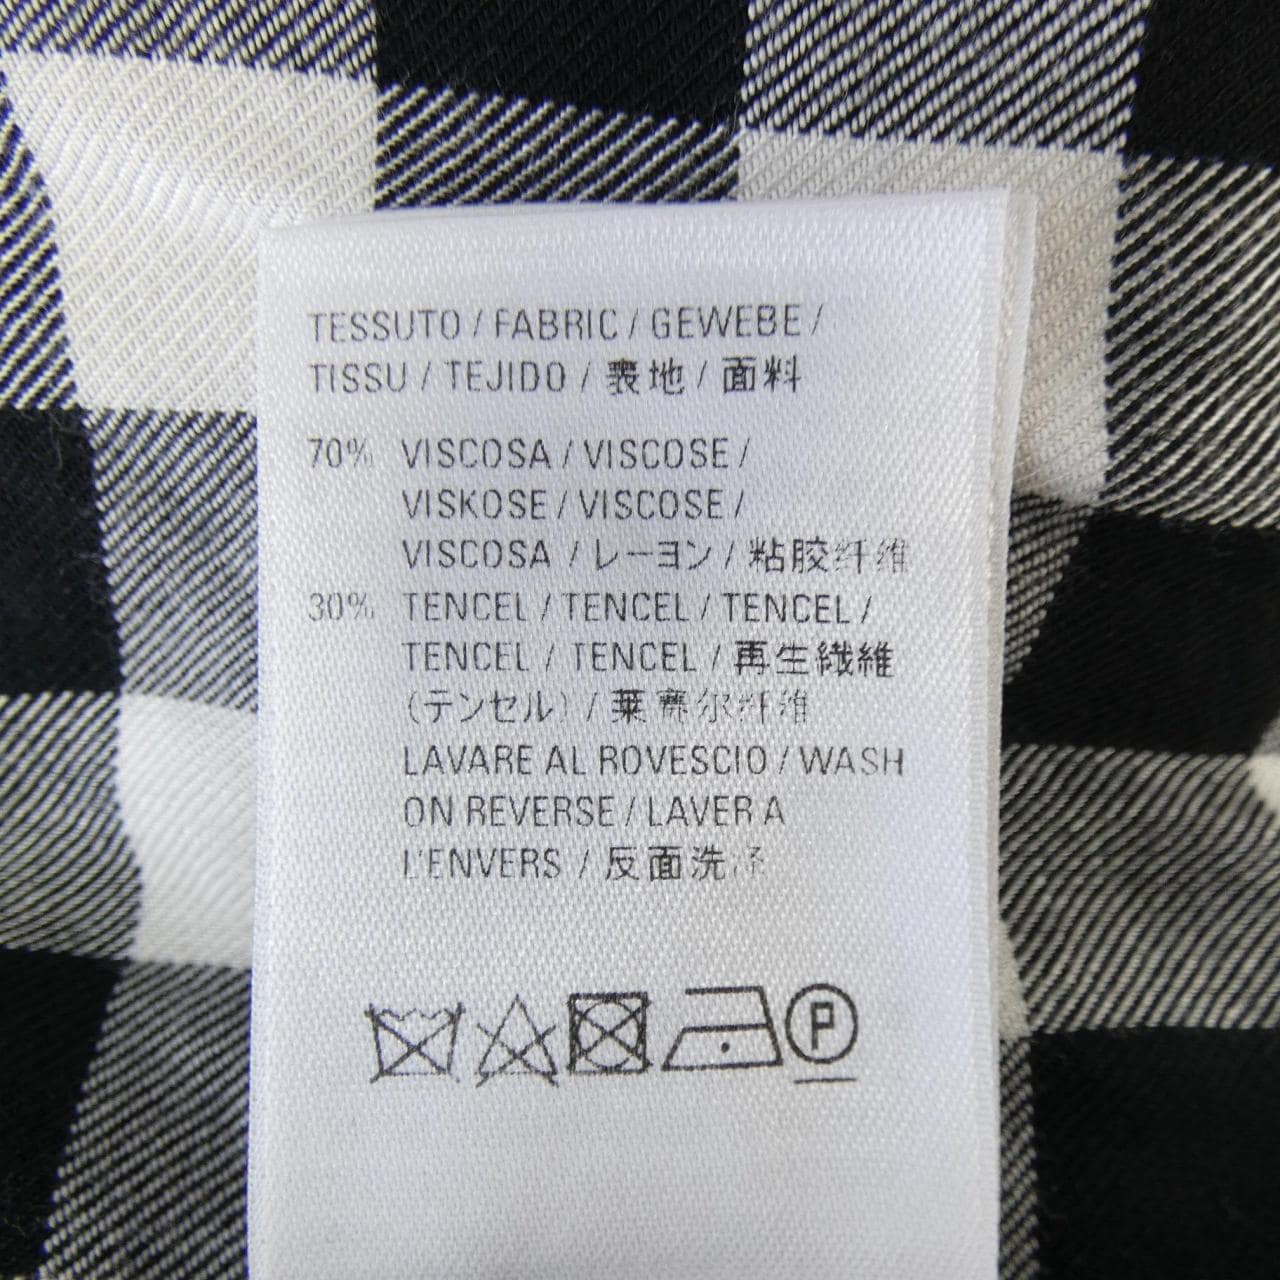 TESSUTO / FABRIC / GEWEBE /
TISSU / TEJIDO / 表地 / 面料
70% VISCOSA / VISCOSE /
VISKOSE / VISCOSE /
VISCOSA / レーヨン / 粘胶纤维
30% TENCEL / TENCEL / TENCEL /
TENCEL / TENCEL / 再生繊維
(テンセル) / 莱赛尔纤维
LAVARE AL ROVESCIO / WASH
ON REVERSE / LAVER A
L'ENVERS / 反面洗涤
P